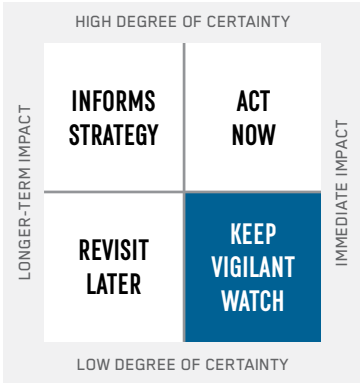 HIGH DEGREE OF CERTAINTY
LONGER-TERM IMPACT
INFORMS
STRATEGY
ACT
NOW
IMMEDIATE IMPACT
REVISIT
LATER
KEEP
VIGILANT
WATCH
LOW DEGREE OF CERTAINTY